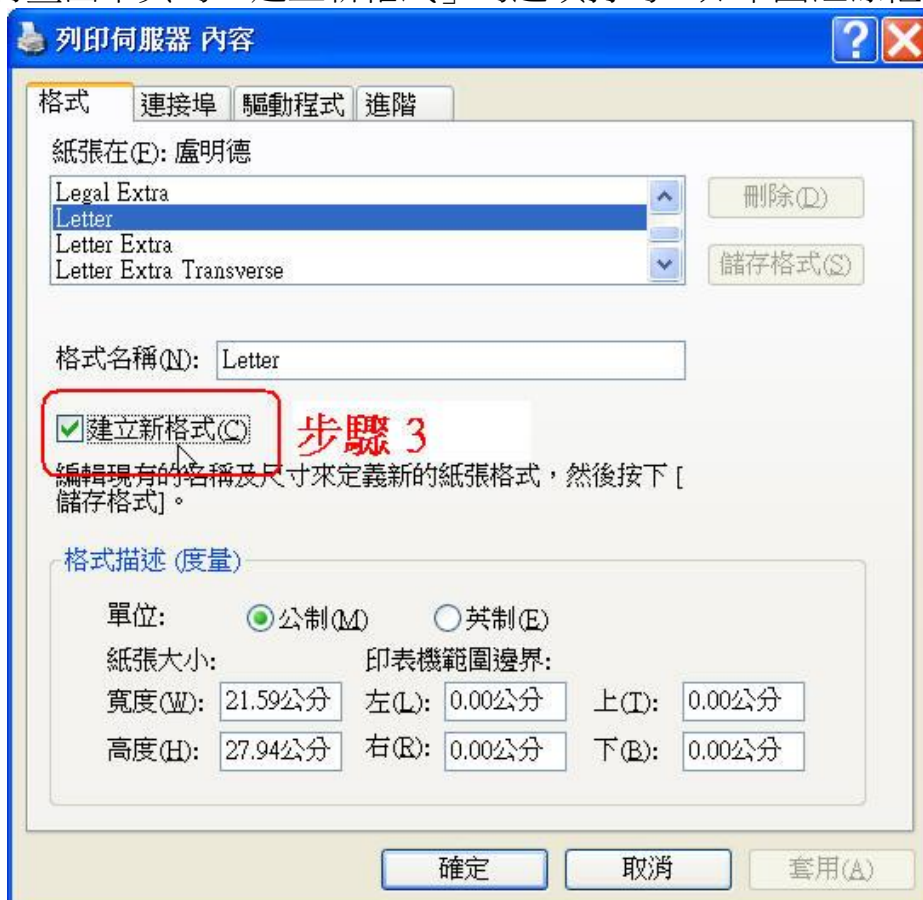 列印伺服器 內容
格式 連接埠 驅動程式 進階
紙張在(F): 盧明德
Legal Extra
Letter
Letter Extra
Letter Extra Transverse
刪除(D)
儲存格式(S)
格式名稱(N): Letter
建立新格式(C) 步驟 3
編輯現有的名稱及尺寸來定義新的紙張格式，然後按下 [
儲存格式]。
格式描述 (度量)
單位: 公制(M) 英制(E)
紙張大小: 印表機範圍邊界:
寬度(W): 21.59公分 左(L): 0.00公分 上(T): 0.00公分
高度(H): 27.94公分 右(R): 0.00公分 下(B): 0.00公分
確定 取消 套用(A)